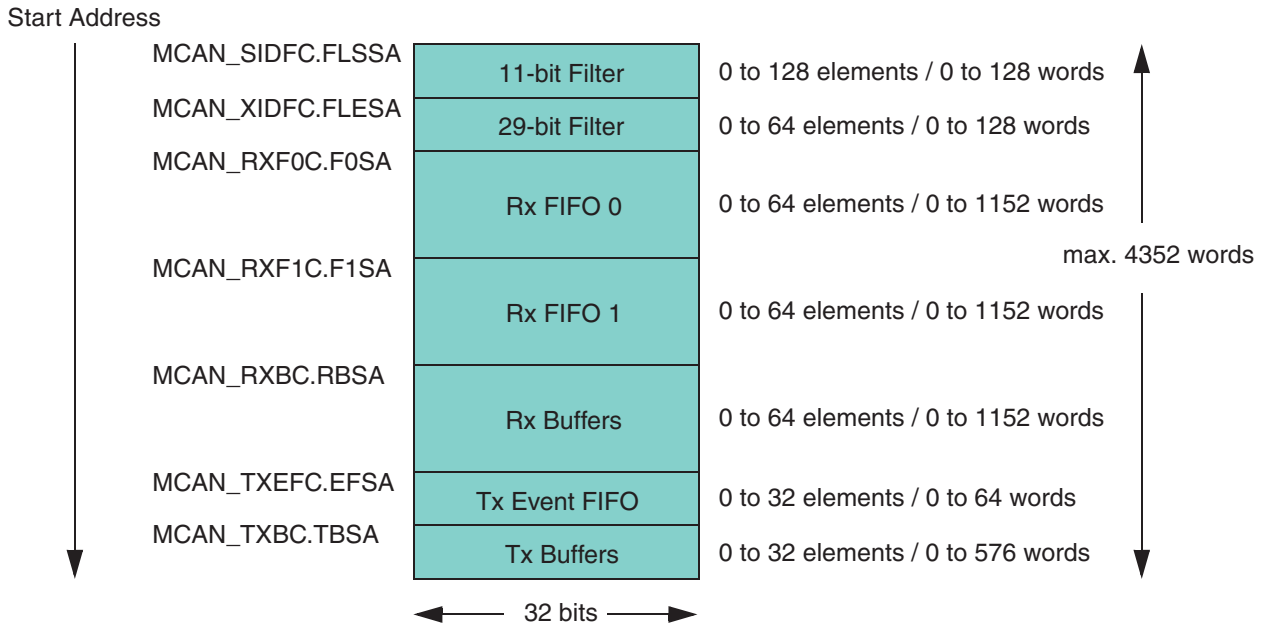 Start Address
MCAN_SIDFC.FLSSA
11-bit Filter
0 to 128 elements / 0 to 128 words
MCAN_XIDFC.FLESA
29-bit Filter
0 to 64 elements / 0 to 128 words
MCAN_RXF0C.F0SA
Rx FIFO 0
0 to 64 elements / 0 to 1152 words
max. 4352 words
MCAN_RXF1C.F1SA
Rx FIFO 1
0 to 64 elements / 0 to 1152 words
MCAN_RXBC.RBSA
Rx Buffers
0 to 64 elements / 0 to 1152 words
MCAN_TXEFC.EFSA
Tx Event FIFO
0 to 32 elements / 0 to 64 words
MCAN_TXBC.TBSA
Tx Buffers
0 to 32 elements / 0 to 576 words
32 bits